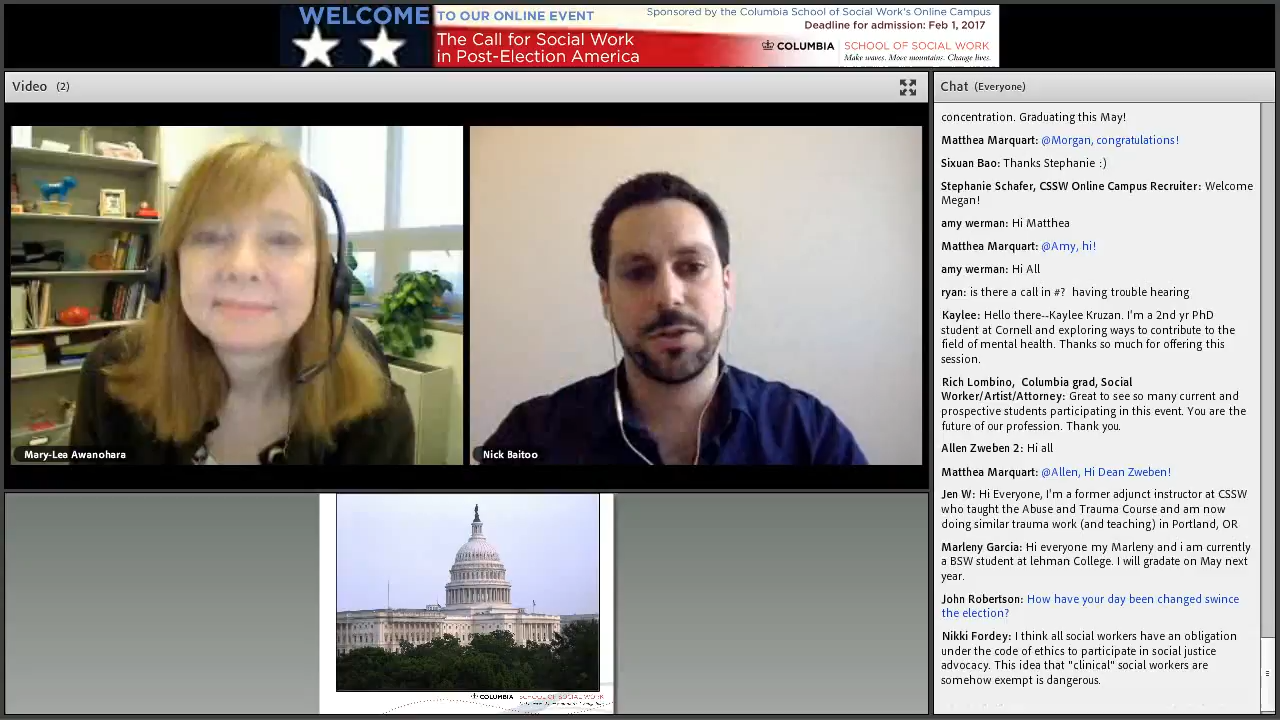 WELCOME TO OUR ONLINE EVENT
Sponsored by the Columbia School of Social Work's Online Campus
Deadline for admission: Feb 1, 2017
The Call for Social Work
in Post-Election America
COLUMBIA SCHOOL OF SOCIAL WORK
Make waves. Move mountains. Change lives.
Video (2)
Mary-Lea Awanohara
Nick Baitoo
COLUMBIA SCHOOL OF SOCIAL WORK
Chat (Everyone)
concentration. Graduating this May!
Matthea Marquart: @Morgan, congratulations!
Sixuan Bao: Thanks Stephanie :)
Stephanie Schafer, CSSW Online Campus Recruiter: Welcome
Megan!
amy werman: Hi Matthea
Matthea Marquart: @Amy, hi!
amy werman: Hi All
ryan: is there a call in #? having trouble hearing
Kaylee: Hello there--Kaylee Kruzan. I'm a 2nd yr PhD
student at Cornell and exploring ways to contribute to the
field of mental health. Thanks so much for offering this
session.
Rich Lombino, Columbia grad, Social
Worker/Artist/Attorney: Great to see so many current and
prospective students participating in this event. You are the
future of our profession. Thank you.
Allen Zweben 2: Hi all
Matthea Marquart: @Allen, Hi Dean Zweben!
Jen W: Hi Everyone, I'm a former adjunct instructor at CSSW
who taught the Abuse and Trauma Course and am now
doing similar trauma work (and teaching) in Portland, OR
Marleny Garcia: Hi everyone my Marleny and I am currently
a BSW student at lehman College. I will gradate on May next
year.
John Robertson: How have your day been changed swince
the election?
Nikki Fordey: I think all social workers have an obligation
under the code of ethics to participate in social justice
advocacy. This idea that "clinical" social workers are
somehow exempt is dangerous.